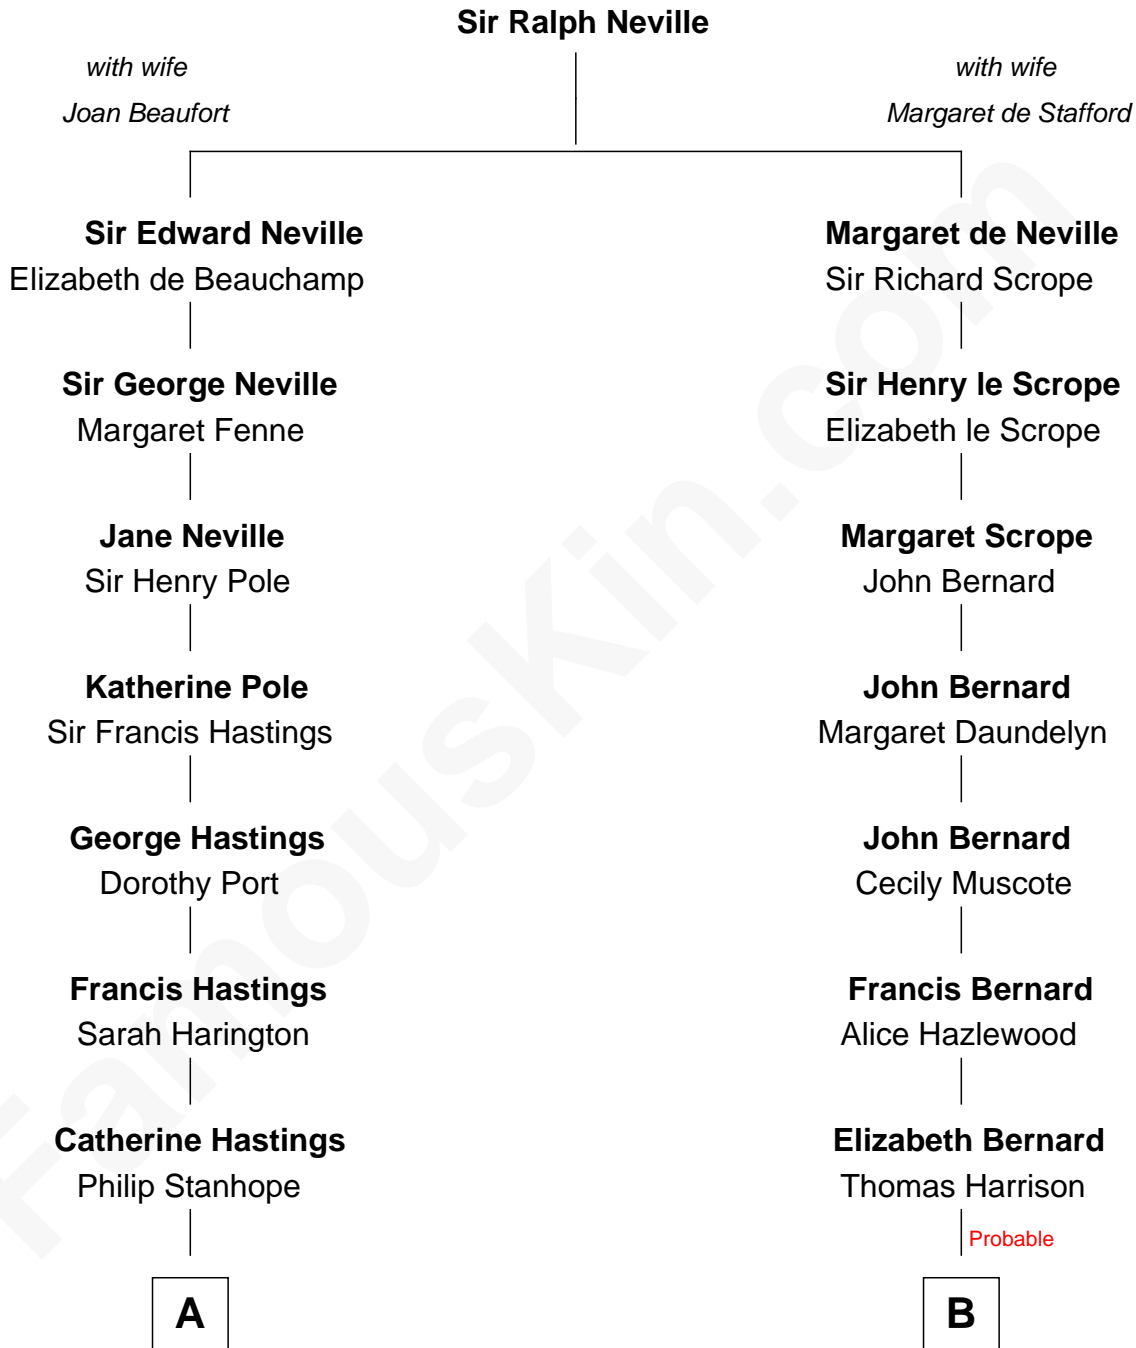 Sir Ralph Neville
with wife
Joan Beaufort
with wife
Margaret de Stafford
Sir Edward Neville
Elizabeth de Beauchamp
Margaret de Neville
Sir Richard Scrope
Sir George Neville
Margaret Fenne
Sir Henry le Scrope
Elizabeth le Scrope
Jane Neville
Sir Henry Pole
Margaret Scrope
John Bernard
Katherine Pole
Sir Francis Hastings
John Bernard
Margaret Daundelyn
George Hastings
Dorothy Port
John Bernard
Cecily Muscote
Francis Hastings
Sarah Harington
Francis Bernard
Alice Hazlewood
Catherine Hastings
Philip Stanhope
Elizabeth Bernard
Thomas Harrison
Probable
A
B
FamousKin.com